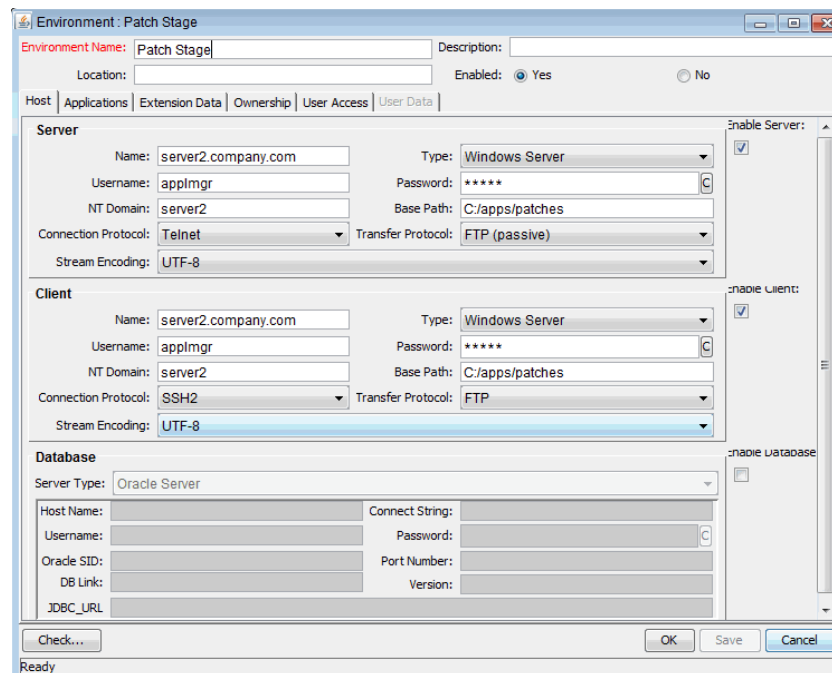 Environment : Patch Stage
Environment Name: Patch Stage Description:
Location: Enabled: Yes No
Host Applications Extension Data Ownership User Access User Data
Server Enable Server:
Name: server2.company.com Type: Windows Server
Username: applmgr Password: ***** C
NT Domain: server2 Base Path: C:/apps/patches
Connection Protocol: Telnet Transfer Protocol: FTP (passive)
Stream Encoding: UTF-8
Client Enable Client:
Name: server2.company.com Type: Windows Server
Username: applmgr Password: ***** C
NT Domain: server2 Base Path: C:/apps/patches
Connection Protocol: SSH2 Transfer Protocol: FTP
Stream Encoding: UTF-8
Database Enable Database
Server Type: Oracle Server
Host Name: Connect String:
Username: Password: C
Oracle SID: Port Number:
DB Link: Version:
JDBC_URL
Check... OK Save Cancel
Ready